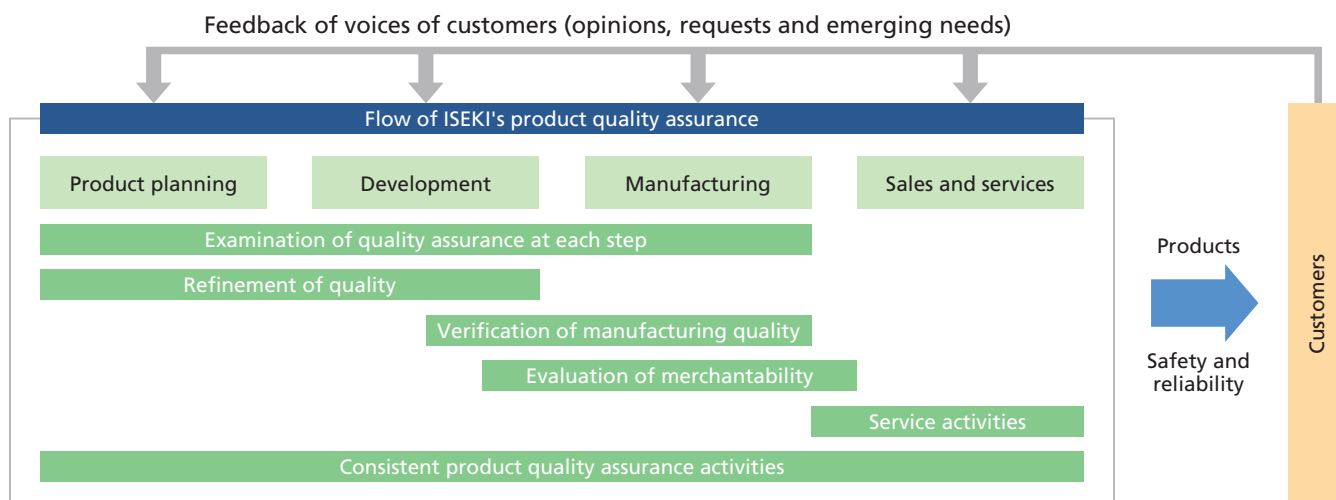 Feedback of voices of customers (opinions, requests and emerging needs)
Flow of ISEKI's product quality assurance
Product planning
Development
Manufacturing
Sales and services
Examination of quality assurance at each step
Refinement of quality
Verification of manufacturing quality
Evaluation of merchantability
Service activities
Consistent product quality assurance activities
Products
Safety and
reliability
Customers